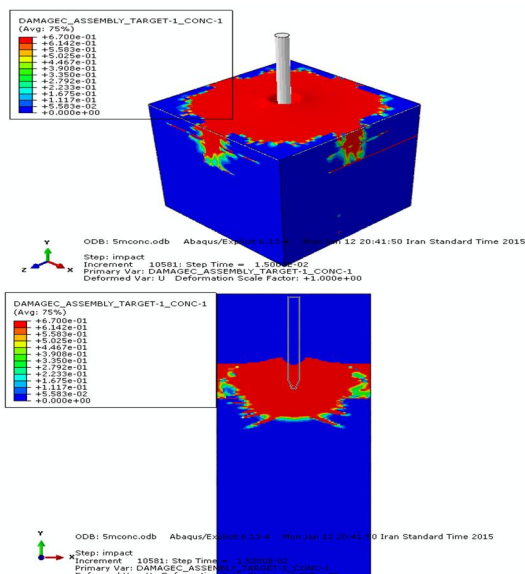 DAMAGEC_ASSEMBLY_TARGET-1_CONC-1
(Avg: 75%)
+6.700e-01
+6.142e-01
+5.583e-01
+5.025e-01
+4.467e-01
+3.908e-01
+3.350e-01
+2.792e-01
+2.233e-01
+1.675e-01
+1.117e-01
+5.583e-02
+0.000e+00
Y
Z X
ODB: 5mconc.odb Jan 12 20:41:50 Iran Standard Time 2015
Step: impact
Increment 10581: Step Time =
Primary Var: DAMAGEC_ASSEMBLY_TARGET-1_CONC-1
Deformed Var: U Deformation Scale Factor: +1.000e+00
DAMAGEC_ASSEMBLY_TARGET-1_CONC-1
(Avg: 75%)
+6.700e-01
+6.142e-01
+5.583e-01
+5.025e-01
+4.467e-01
+3.908e-01
+3.350e-01
+2.792e-01
+2.233e-01
+1.675e-01
+1.117e-01
+5.583e-02
+0.000e+00
Y
X
ODB: 5mconc.odb Mon Jan 12 Iran Standard Time 2015
Step: impact
Increment 10581: Step
Primary Var: